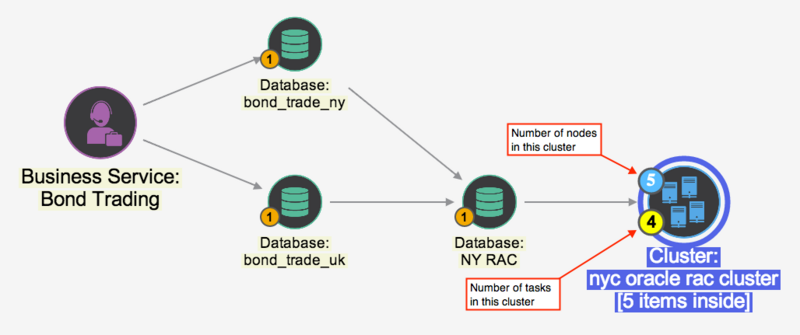 1
Database:
bond_trade_ny
Business Service:
Bond Trading
1
Database:
bond_trade_uk
1
Database:
NY RAC
Number of nodes
in this cluster
5
4
Number of tasks
in this cluster
Cluster:
nyc oracle rac cluster
[5 items inside]